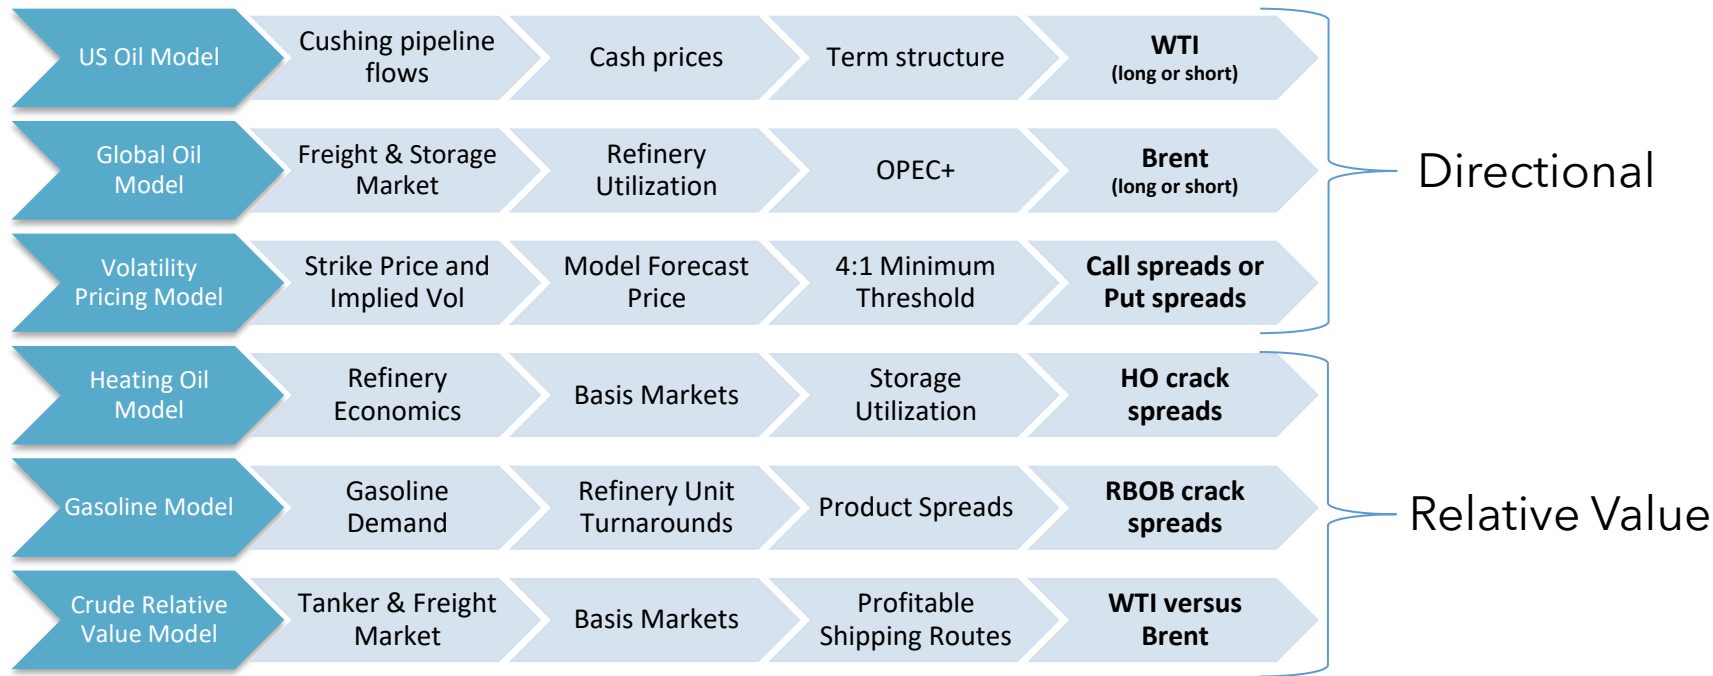 US Oil Model
Cushing pipeline
flows
Cash prices
Term structure
WTI
(long or short)
Global Oil
Model
Freight & Storage
Market
Refinery
Utilization
OPEC+
Brent
(long or short)
Volatility
Pricing Model
Strike Price and
Implied Vol
Model Forecast
Price
4:1 Minimum
Threshold
Call spreads or
Put spreads
Directional
Heating Oil
Model
Refinery
Economics
Basis Markets
Storage
Utilization
HO crack
spreads
Gasoline Model
Gasoline
Demand
Refinery Unit
Turnarounds
Product Spreads
RBOB crack
spreads
Crude Relative
Value Model
Tanker & Freight
Market
Basis Markets
Profitable
Shipping Routes
WTI versus
Brent
Relative Value